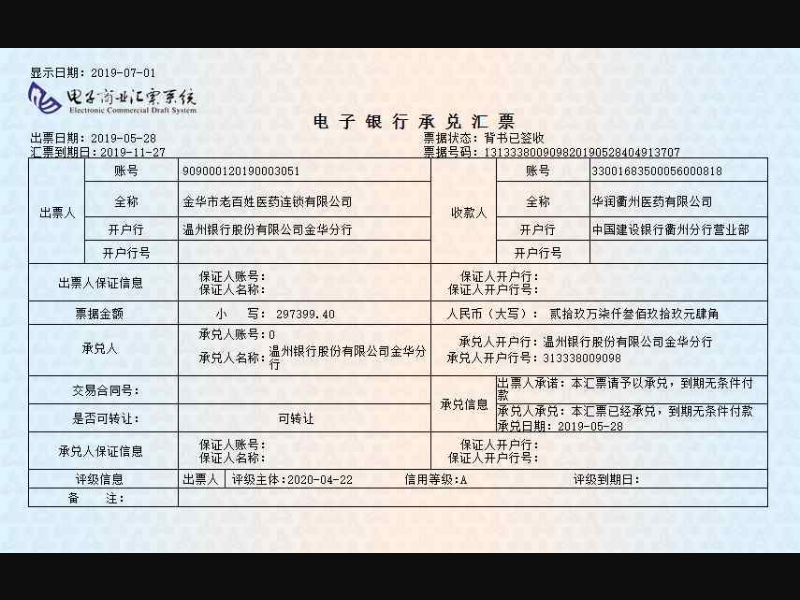 显示日期：2019-07-01
电子商业汇票系统
Electronic Commercial Draft System
电子银行承兑汇票
出票日期：2019-05-28 票据状态：背书已签收
汇票到期日：2019-11-27 票据号码：131333800909820190528404913707
出票人 账号 909000120190003051 收款人 账号 33001683500056000818
全称 金华市老百姓医药连锁有限公司 全称 华润衢州医药有限公司
开户行 温州银行股份有限公司金华分行 开户行 中国建设银行衢州分行营业部
开户行号 开户行号
出票人保证信息 保证人账号： 保证人开户行：
保证人名称： 保证人开户行号：
票据金额 小 写： 297399.40 人民币（大写）： 贰拾玖万柒仟叁佰玖拾玖元肆角
承兑人 承兑人账号：0 承兑人开户行：温州银行股份有限公司金华分行
承兑人名称：温州银行股份有限公司金华分 承兑人开户行号：313338009098
行
交易合同号： 承兑信息 出票人承诺：本汇票请予以承兑，到期无条件付
款
是否可转让： 可转让 承兑人承兑：本汇票已经承兑，到期无条件付款
承兑日期：2019-05-28
承兑人保证信息 保证人账号： 保证人开户行：
保证人名称： 保证人开户行号：
评级信息 出票人 评级主体：2020-04-22 信用等级：A 评级到期日：
备 注：